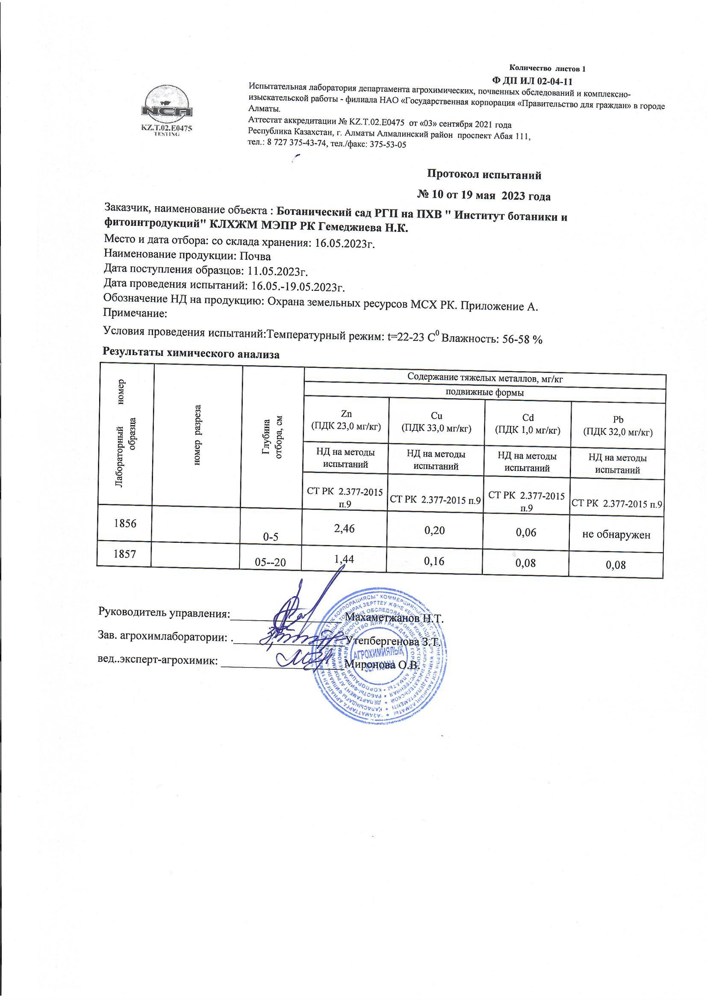 Количество листов 1
Ф ДП ИЛ 02-04-11
NCA
KZ.T.02.E0475
TESTING
Испытательная лаборатория департамента агрохимических, почвенных обследований и комплексно-
изыскательской работы - филиала НАО «Государственная корпорация «Правительство для граждан» в городе
Алматы.
Аттестат аккредитации № KZ.T.02.E0475 от «03» сентября 2021 года
Республика Казахстан, г. Алматы Алмалинский район проспект Абая 111,
тел.: 8 727 375-43-74, тел./факс: 375-53-05
Протокол испытаний
№ 10 от 19 мая 2023 года
Заказчик, наименование объекта : Ботанический сад РГП на ПХВ " Институт ботаники и
фитоинтродукций" КЛХЖМ МЭПР РК Гемеджиева Н.К.
Место и дата отбора: со склада хранения: 16.05.2023г.
Наименование продукции: Почва
Дата поступления образцов: 11.05.2023г.
Дата проведения испытаний: 16.05.-19.05.2023г.
Обозначение НД на продукцию: Охрана земельных ресурсов МСХ РК. Приложение А.
Примечание:
Условия проведения испытаний:Температурный режим: t=22-23 С⁰ Влажность: 56-58 %
Результаты химического анализа
Лабораторный номер
образца
номер разреза
Глубина
отбора, см
Содержание тяжелых металлов, мг/кг
подвижные формы
Zn
(ПДК 23,0 мг/кг)
Cu
(ПДК 33,0 мг/кг)
Cd
(ПДК 1,0 мг/кг)
Pb
(ПДК 32,0 мг/кг)
НД на методы
испытаний
НД на методы
испытаний
НД на методы
испытаний
НД на методы
испытаний
СТ РК 2.377-2015
п.9
СТ РК 2.377-2015 п.9
СТ РК 2.377-2015
п.9
СТ РК 2.377-2015 п.9
1856 0-5 2,46 0,20 0,06 не обнаружен
1857 05--20 1,44 0,16 0,08 0,08
Руководитель управления: Махаметжанов Н.Т.
Зав. агрохимлаборатории: . Утепбергенова З.Т.
вед..эксперт-агрохимик: Миронова О.В.
АГРОХИМИЯЛЫК
ЗЕРТХАНА